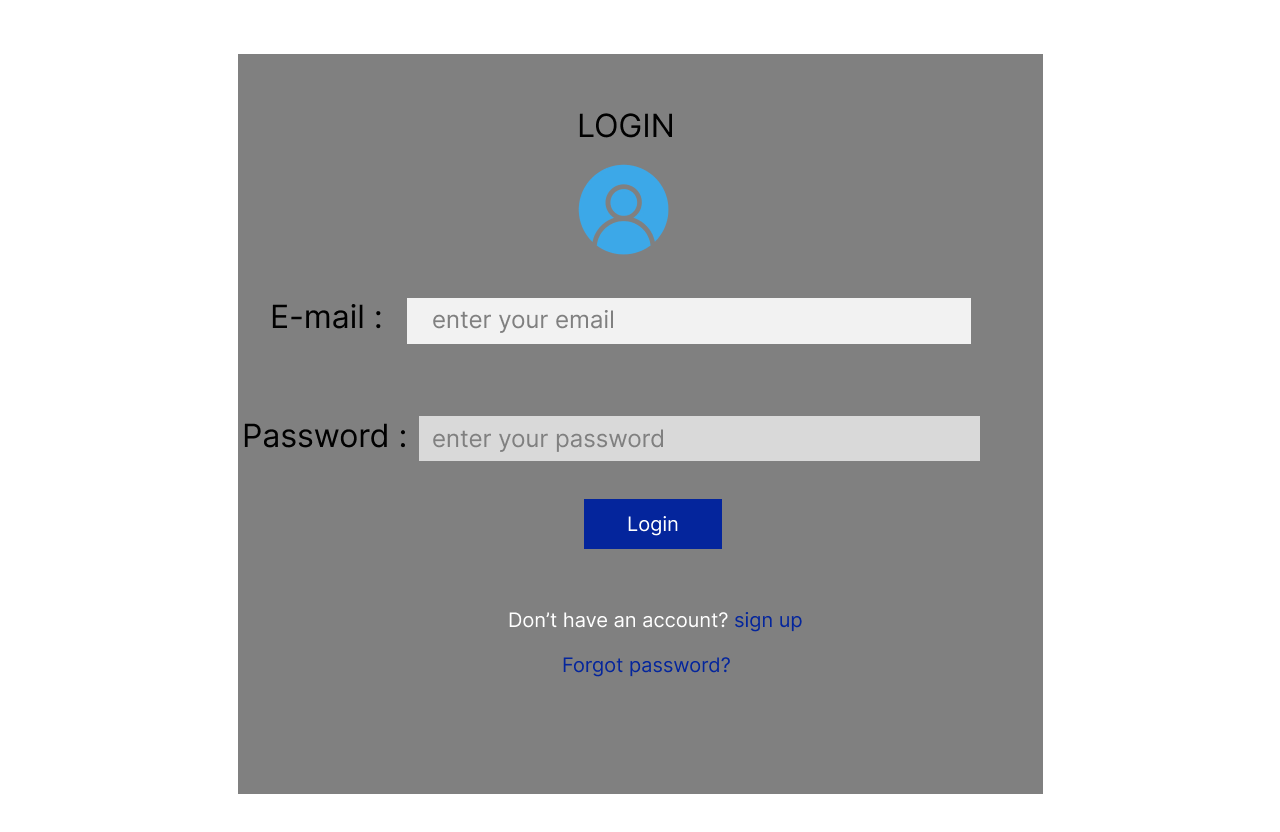 LOGIN
E-mail : enter your email
Password : enter your password
Login
Don’t have an account? sign up
Forgot password?